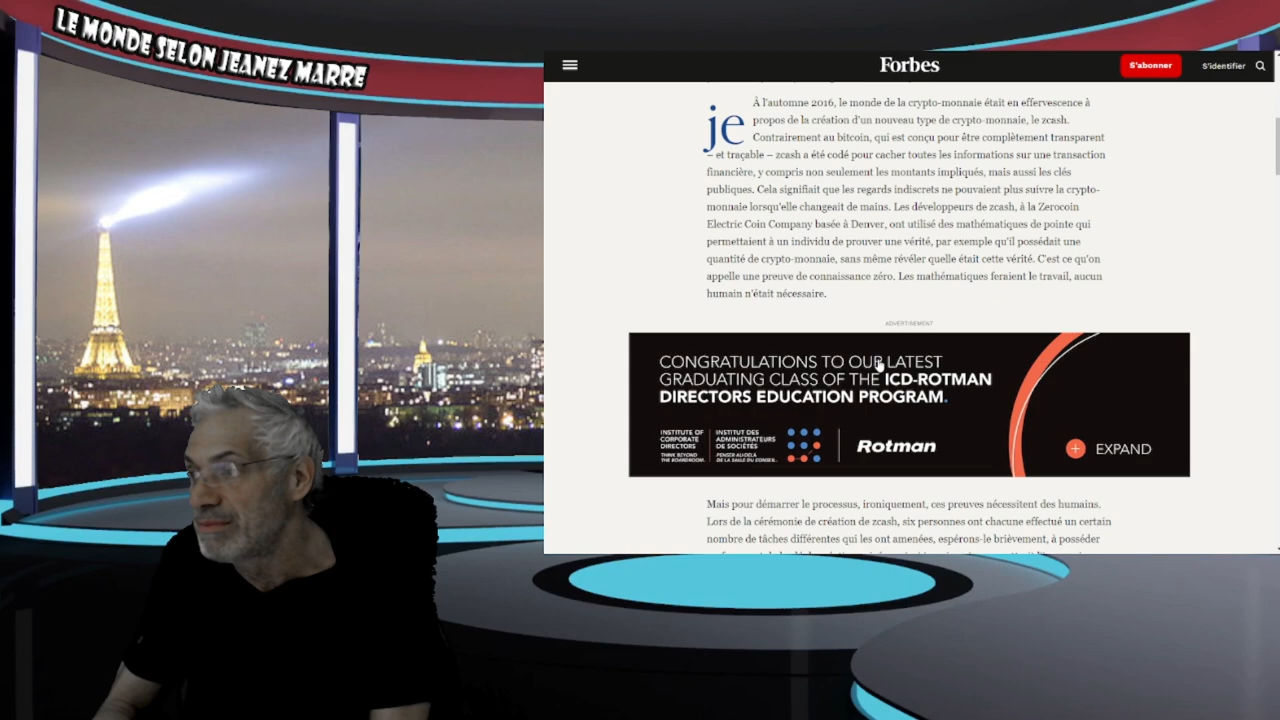 LE MONDE SELON JEANEZ MARRE
Forbes
S'abonner
S'identifier
À l'automne 2016, le monde de la crypto-monnaie était en effervescence à
je
propos de la création d'un nouveau type de crypto-monnaie, le zcash.
Contrairement au bitcoin, qui est conçu pour être complètement transparent
– et traçable – zcash a été codé pour cacher toutes les informations sur une transaction
financière, y compris non seulement les montants impliqués, mais aussi les clés
publiques. Cela signifiait que les regards indiscrets ne pouvaient plus suivre la crypto-
monnaie lorsqu'elle changeait de mains. Les développeurs de zcash, à la Zerocoin
Electric Coin Company basée à Denver, ont utilisé des mathématiques de pointe qui
permettaient à un individu de prouver une vérité, par exemple qu'il possédait une
quantité de crypto-monnaie, sans même révéler quelle était cette vérité. C'est ce qu'on
appelle une preuve de connaissance zéro. Les mathématiques feraient le travail, aucun
humain n'était nécessaire.
ADVERTISEMENT
CONGRATULATIONS TO OUR LATEST
GRADUATING CLASS OF THE ICD-ROTMAN
DIRECTORS EDUCATION PROGRAM.
INSTITUTE OF
CORPORATE
DIRECTORS
THINK BEYOND
THE BOARDROOM.
INSTITUT DES
ADMINISTRATEURS
DE SOCIÉTÉS
PENSER AU-DELÀ
DE LA SALLE DU CONSEIL.
Rotman
EXPAND
Mais pour démarrer le processus, ironiquement, ces preuves nécessitent des humains.
Lors de la cérémonie de création de zcash, six personnes ont chacune effectué un certain
nombre de tâches différentes qui les ont amenées, espérons-le brièvement, à posséder